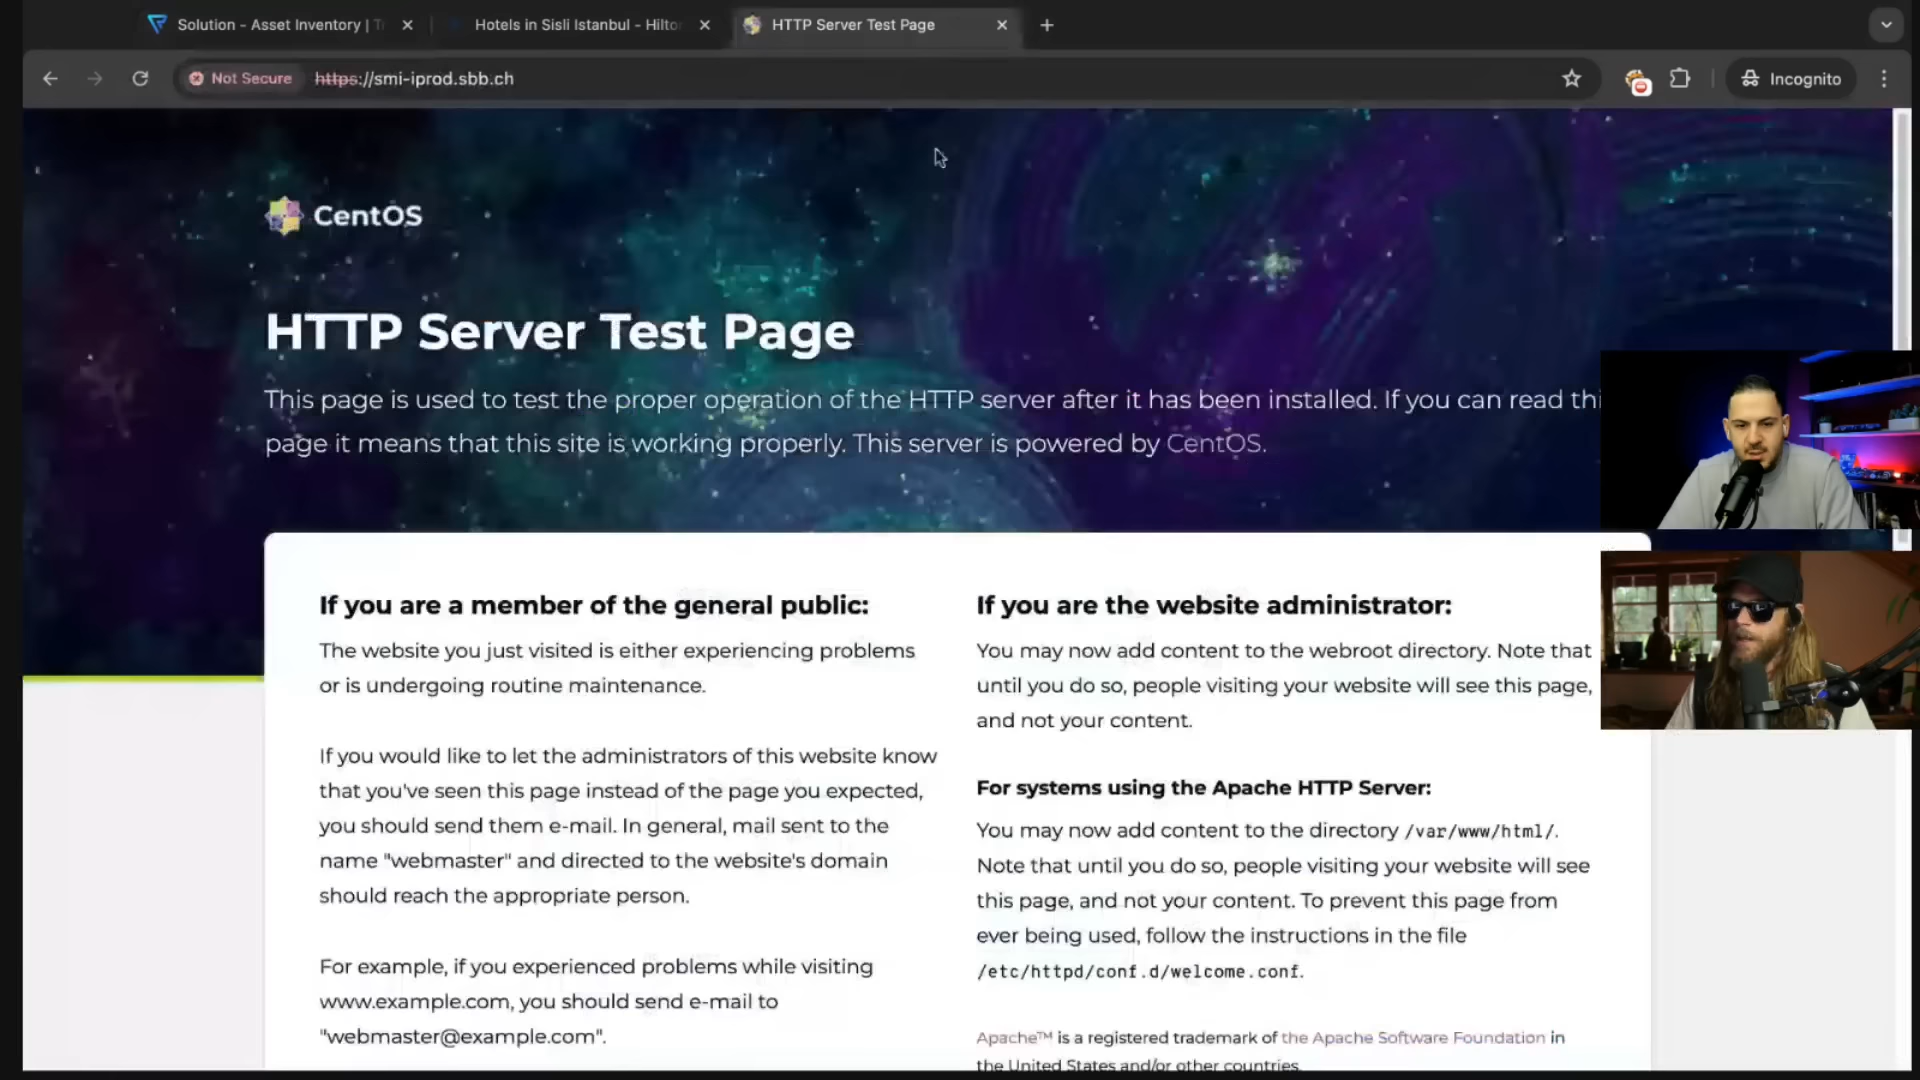 Solution - Asset Inventory |
Hotels in Sisli Istanbul - Hilto
HTTP Server Test Page
Not Secure
https://smi-iprod.sbb.ch
Incognito
CentOS
HTTP Server Test Page
This page is used to test the proper operation of the HTTP server after it has been installed. If you can read thi
page it means that this site is working properly. This server is powered by CentOS.
If you are a member of the general public:
The website you just visited is either experiencing problems
or is undergoing routine maintenance.
If you would like to let the administrators of this website know
that you've seen this page instead of the page you expected,
you should send them e-mail. In general, mail sent to the
name "webmaster" and directed to the website's domain
should reach the appropriate person.
For example, if you experienced problems while visiting
www.example.com, you should send e-mail to
"webmaster@example.com".
If you are the website administrator:
You may now add content to the webroot directory. Note that
until you do so, people visiting your website will see this page,
and not your content.
For systems using the Apache HTTP Server:
You may now add content to the directory /var/www/html/.
Note that until you do so, people visiting your website will see
this page, and not your content. To prevent this page from
ever being used, follow the instructions in the file
/etc/httpd/conf.d/welcome.conf.
Apache™ is a registered trademark of the Apache Software Foundation in
the United States and/or other countries.